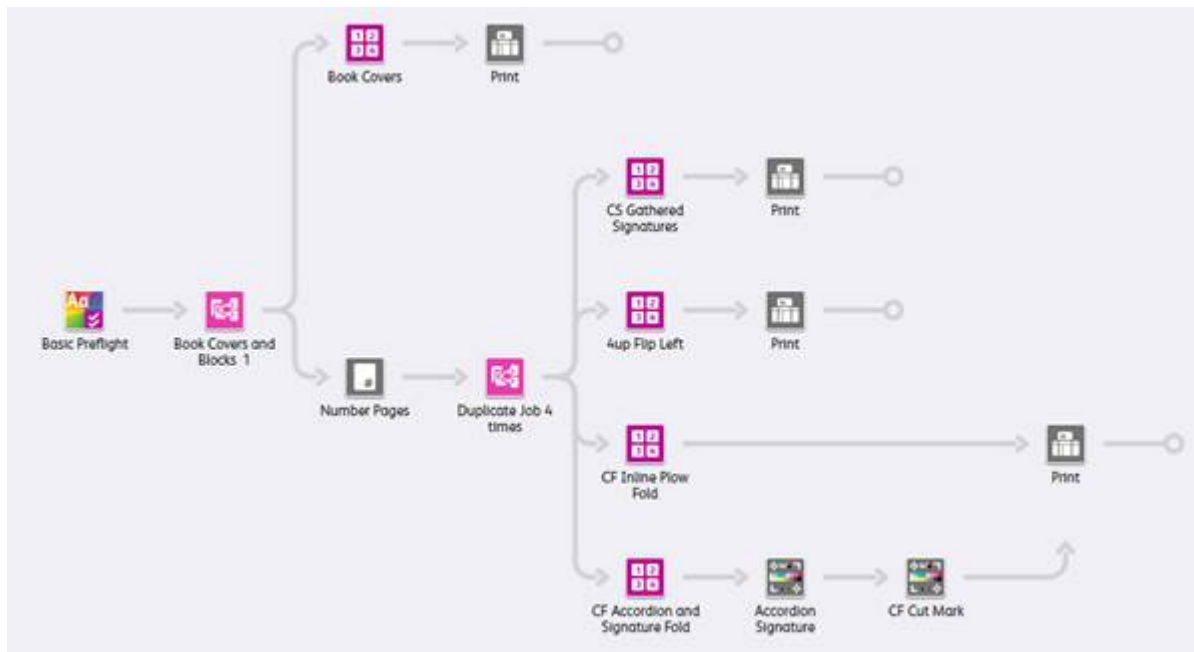 Book Covers
Print
CS Gathered
Signatures
Print
Basic Preflight
Book Covers and
Blocks 1
4up Flip Left
Print
Number Pages
Duplicate Job 4
times
CF Inline Plow
Fold
Print
CF Accordion and
Signature Fold
Accordion
Signature
CF Cut Mark